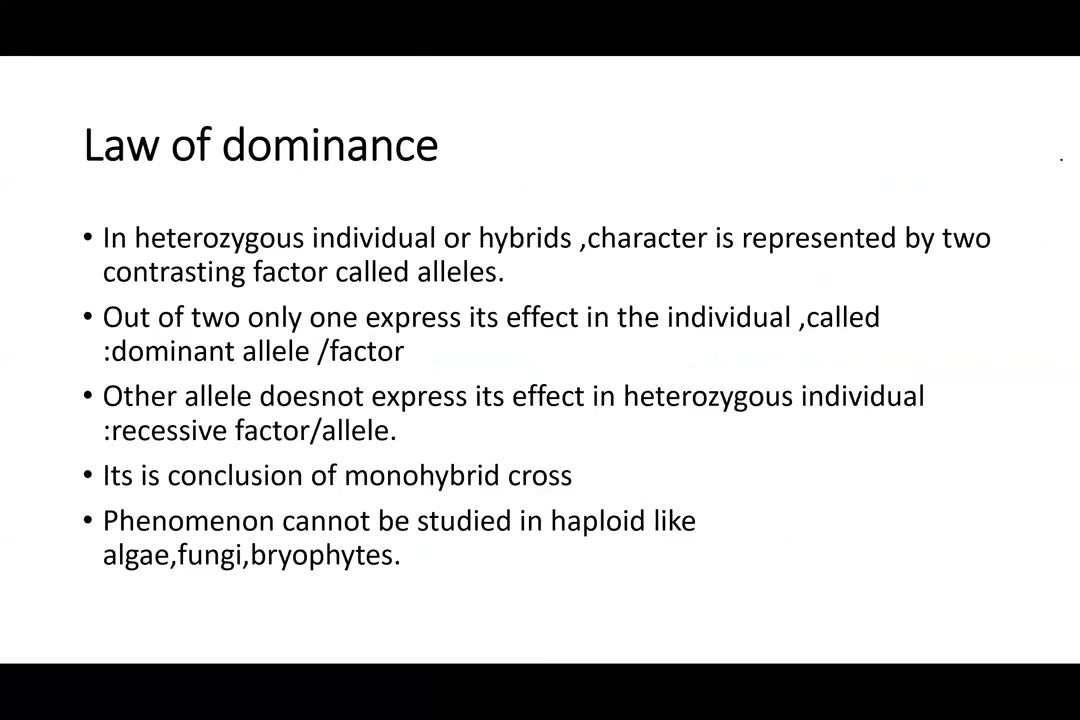 Law of dominance
• In heterozygous individual or hybrids ,character is represented by two
contrasting factor called alleles.
• Out of two only one express its effect in the individual ,called
:dominant allele /factor
• Other allele doesnot express its effect in heterozygous individual
:recessive factor/allele.
• Its is conclusion of monohybrid cross
• Phenomenon cannot be studied in haploid like
algae,fungi,bryophytes.